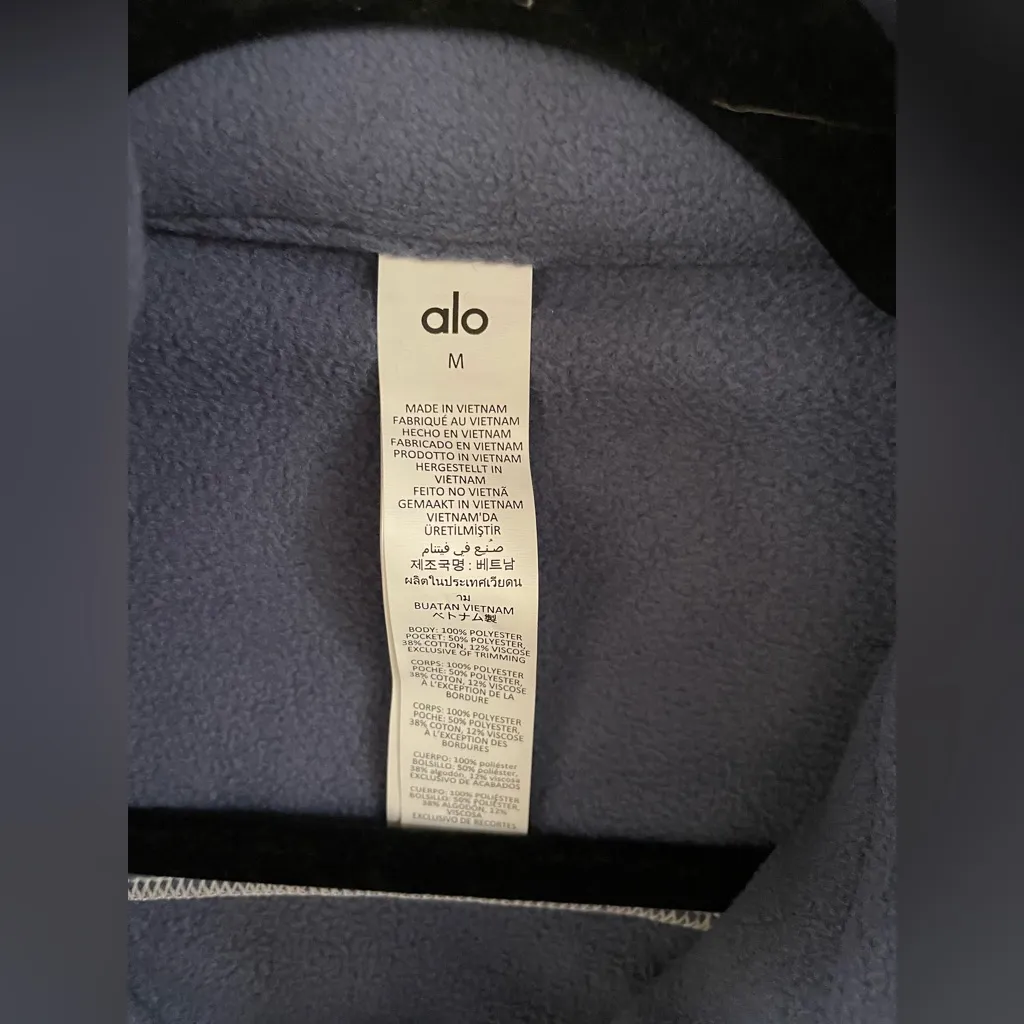 alo
M
MADE IN VIETNAM
FABRIQUÉ AU VIETNAM
HECHO EN VIETNAM
FABRICADO EN VIETNAM
PRODOTTO IN VIETNAM
HERGESTELLT IN
VIETNAM
FEITO NO VIETNÃ
GEMAAKT IN VIETNAM
VIETNAM'DA
ÜRETİLMİŞTİR
صُنع في فيتنام
제조국명 : 베트남
ผลิตในประเทศเวียดน
าม
BUATAN VIETNAM
ベトナム製
BODY: 100% POLYESTER
POCKET: 50% POLYESTER,
38% COTTON, 12% VISCOSE
EXCLUSIVE OF TRIMMING
CORPS: 100% POLYESTER
POCHE: 50% POLYESTER,
38% COTON, 12% VISCOSE
À L'EXCEPTION DE LA
BORDURE
CORPS: 100% POLYESTER
POCHE: 50% POLYESTER,
38% COTON, 12% VISCOSE
À L'EXCEPTION DES
BORDURES
CUERPO: 100% poliéster
BOLSILLO: 50% poliéster,
38% algodón, 12% viscosa
EXCLUSIVO DE ACABADOS
CUERPO: 100% POLIÉSTER
BOLSILLO: 50% POLIÉSTER,
38% ALGODÓN, 12%
VISCOSA
EXCLUSIVO DE RECORTES